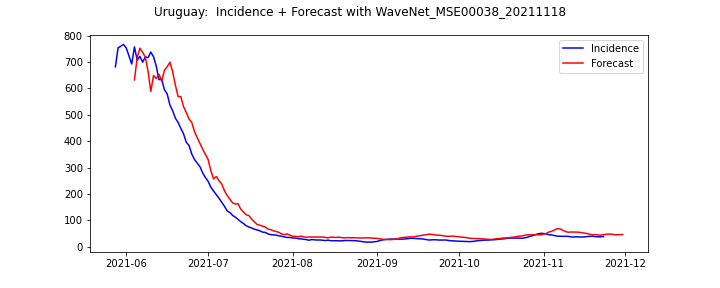 Uruguay:  Incidence + Forecast with WaveNet_MSE00038_20211118
800
700
600
500
400
300
200
100
0
Incidence
Forecast
2021-06 2021-07 2021-08 2021-09 2021-10 2021-11 2021-12